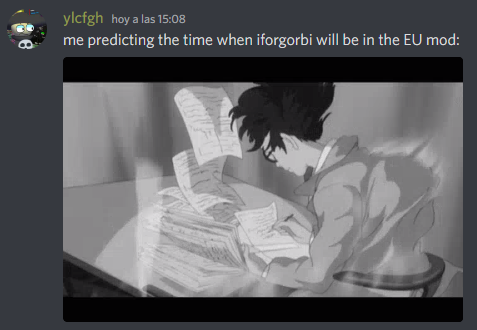 ylcfgh hoy a las 15:08
me predicting the time when iforgorbi will be in the EU mod: